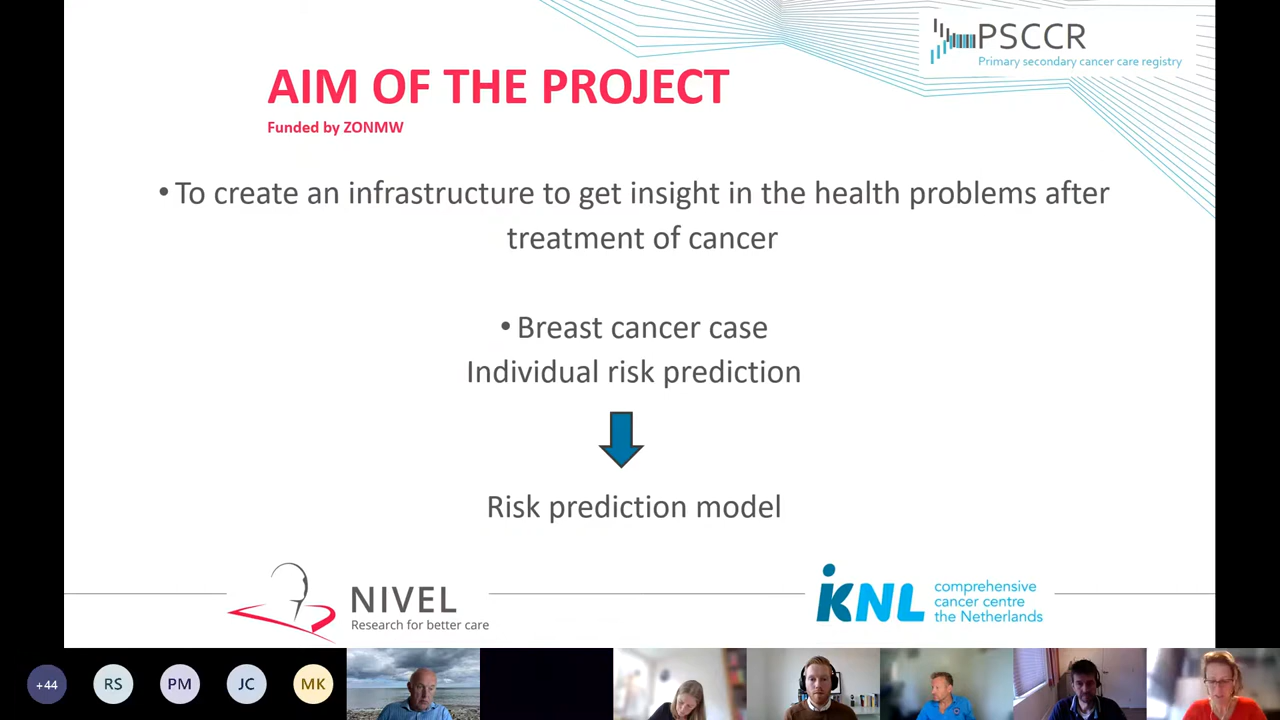 PSCCR
Primary secondary cancer care registry
AIM OF THE PROJECT
Funded by ZONMW
• To create an infrastructure to get insight in the health problems after
treatment of cancer
• Breast cancer case
Individual risk prediction
Risk prediction model
NIVEL
Research for better care
iKNL
comprehensive
cancer centre
the Netherlands
+44
RS
PM
JC
MK